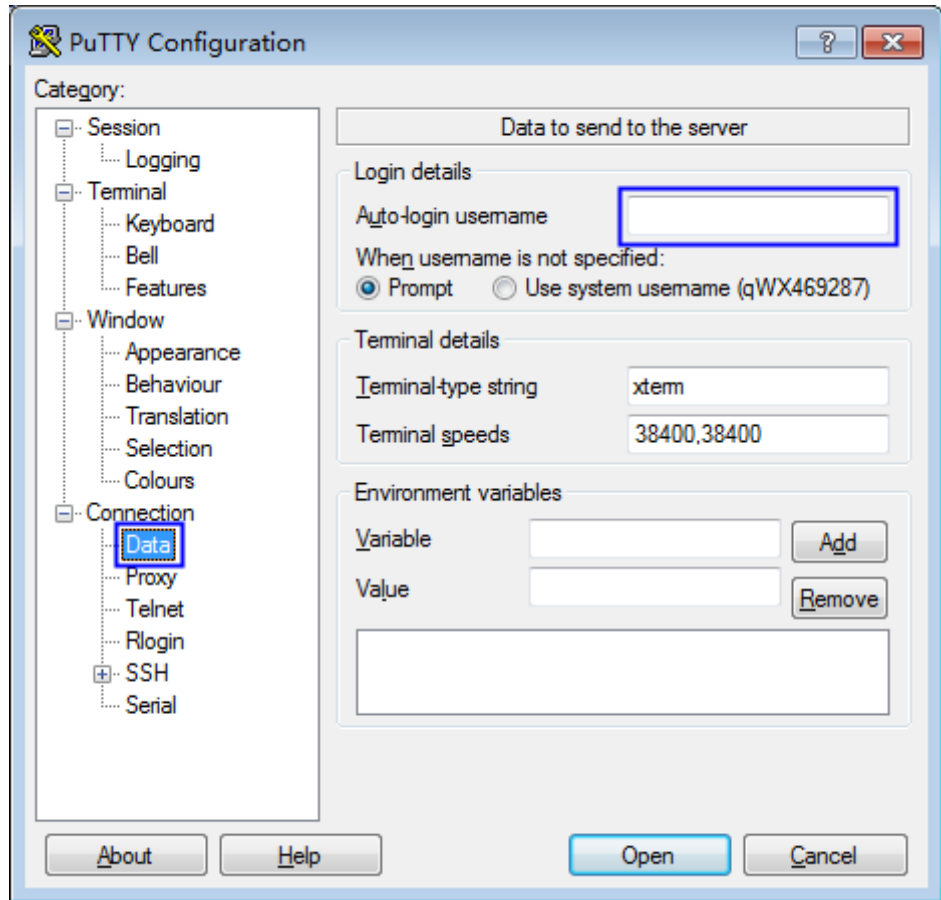 PuTTY Configuration
Category:
Session
Logging
Terminal
Keyboard
Bell
Features
Window
Appearance
Behaviour
Translation
Selection
Colours
Connection
Data
Proxy
Telnet
Rlogin
SSH
Serial
Data to send to the server
Login details
Auto-login username
When username is not specified:
Prompt Use system username (qWX469287)
Terminal details
Terminal-type string xterm
Terminal speeds 38400,38400
Environment variables
Variable Add
Value Remove
About Help Open Cancel